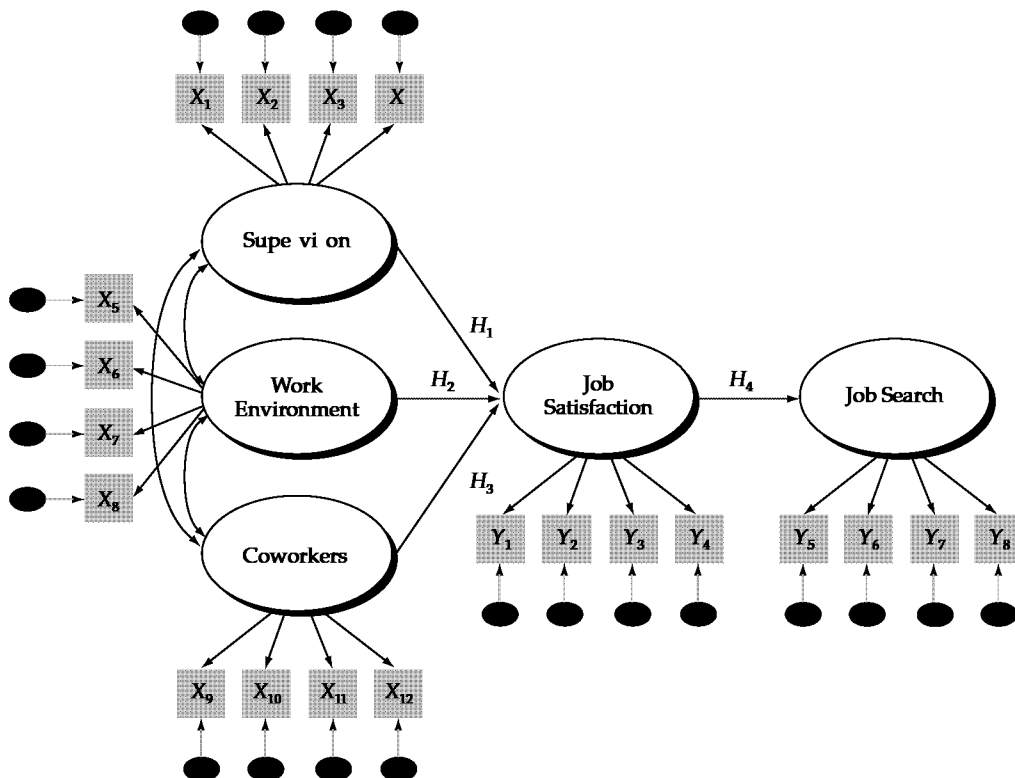 X1 X2 X3 X
Supe vi on
X5
X6
X7
X8
Work
Environment
Coworkers
X9 X10 X11 X12
H1
H2
H3
Job
Satisfaction
H4
Job Search
Y1 Y2 Y3 Y4
Y5 Y6 Y7 Y8